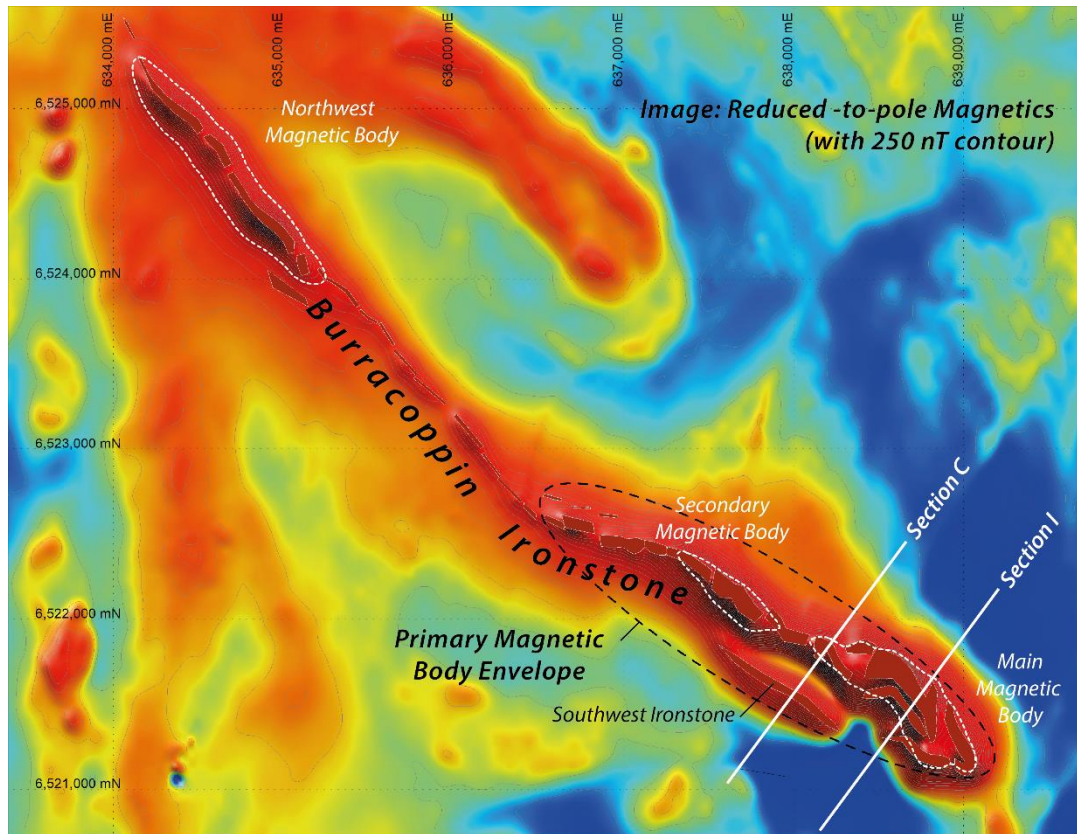 634,000 mE
635,000 mE
636,000 mE
637,000 mE
638,000 mE
639,000 mE
6,525,000 mN
6,524,000 mN
6,523,000 mN
6,522,000 mN
6,521,000 mN
Image: Reduced -to-pole Magnetics
(with 250 nT contour)
Northwest
Magnetic Body
Burracoppin Ironstone
Secondary
Magnetic Body
Section C
Section I
Primary Magnetic
Body Envelope
Southwest Ironstone
Main
Magnetic
Body